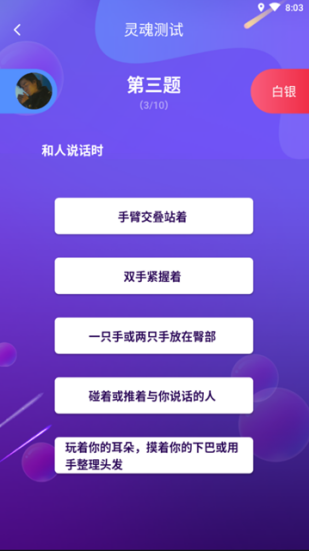 8:03
灵魂测试
第三题
(3/10)
白银
和人说话时
手臂交叠站着
双手紧握着
一只手或两只手放在臀部
碰着或推着与你说话的人
玩着你的耳朵，摸着你的下巴或用
手整理头发